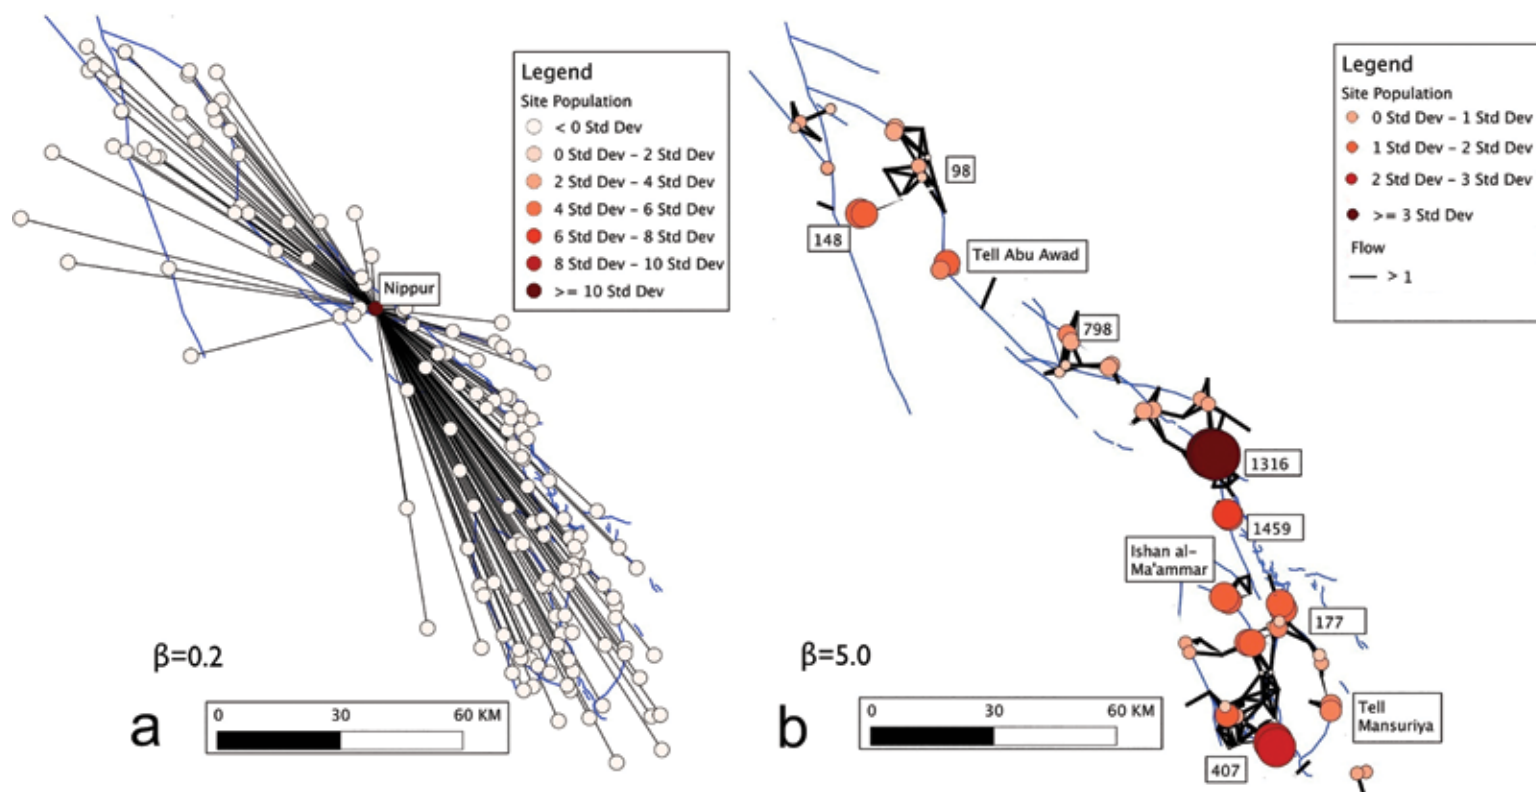 Legend
Site Population
< 0 Std Dev
0 Std Dev - 2 Std Dev
2 Std Dev - 4 Std Dev
4 Std Dev - 6 Std Dev
6 Std Dev - 8 Std Dev
8 Std Dev - 10 Std Dev
>= 10 Std Dev
Nippur
β=0.2
a
0 30 60 KM
Legend
Site Population
0 Std Dev - 1 Std Dev
1 Std Dev - 2 Std Dev
2 Std Dev - 3 Std Dev
>= 3 Std Dev
Flow
> 1
98
148
Tell Abu Awad
798
1316
1459
Ishan al-
Ma'ammar
177
Tell
Mansuriya
407
β=5.0
b
0 30 60 KM